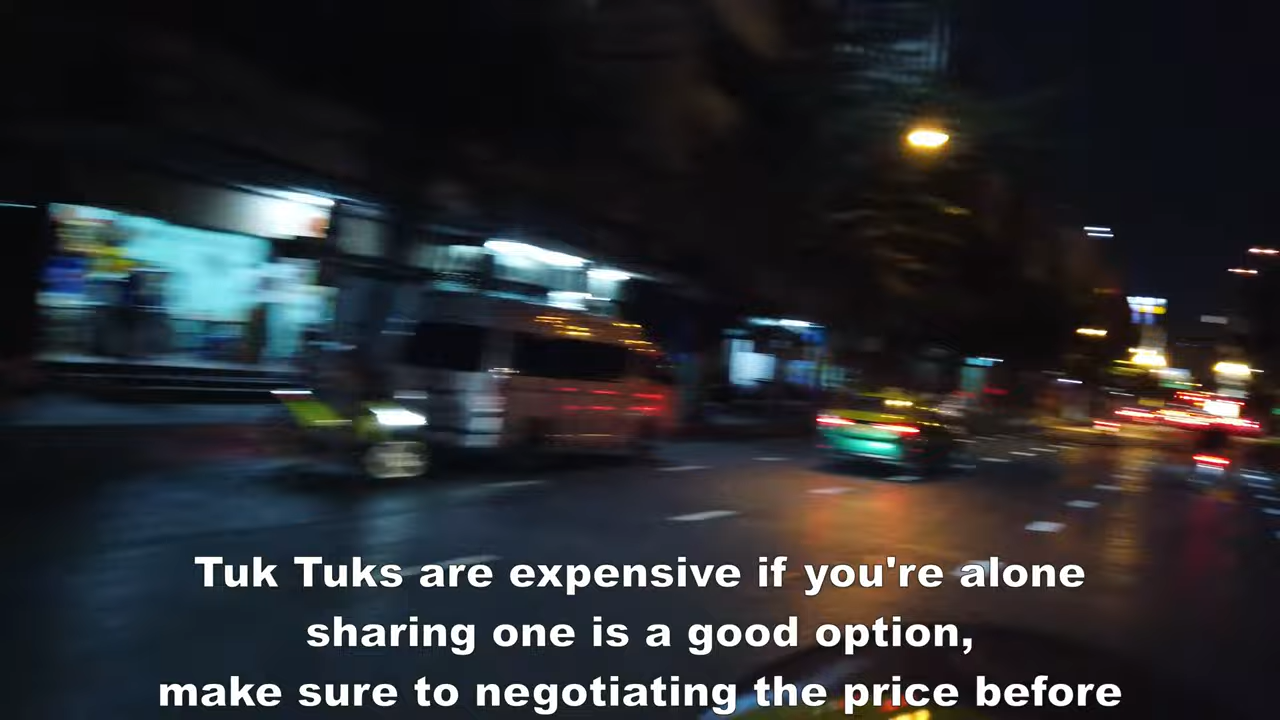 Tuk Tuks are expensive if you're alone
sharing one is a good option,
make sure to negotiating the price before